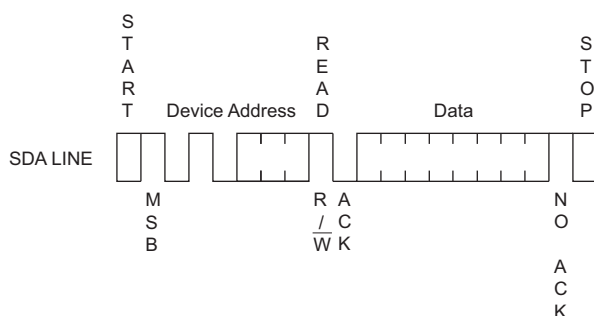 START
READ
STOP
Device Address
Data
SDA LINE
MSB
R/W̅
ACK
NO ACK